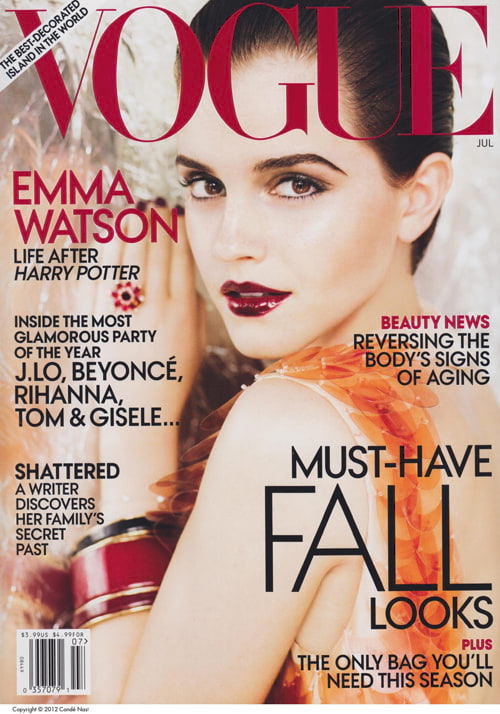 THE BEST-DECORATED
ISLAND IN THE WORLD
VOGUE
JUL
EMMA
WATSON
LIFE AFTER
HARRY POTTER
INSIDE THE MOST
GLAMOROUS PARTY
OF THE YEAR
J.LO, BEYONCÉ,
RIHANNA,
TOM & GISELE...
SHATTERED
A WRITER
DISCOVERS
HER FAMILY'S
SECRET
PAST
BEAUTY NEWS
REVERSING THE
BODY'S SIGNS
OF AGING
MUST-HAVE
FALL
LOOKS
PLUS
THE ONLY BAG YOU'LL
NEED THIS SEASON
$3.99US $4.99FOR
07>
0 357079 1
Copyright © 2012 Condé Nast